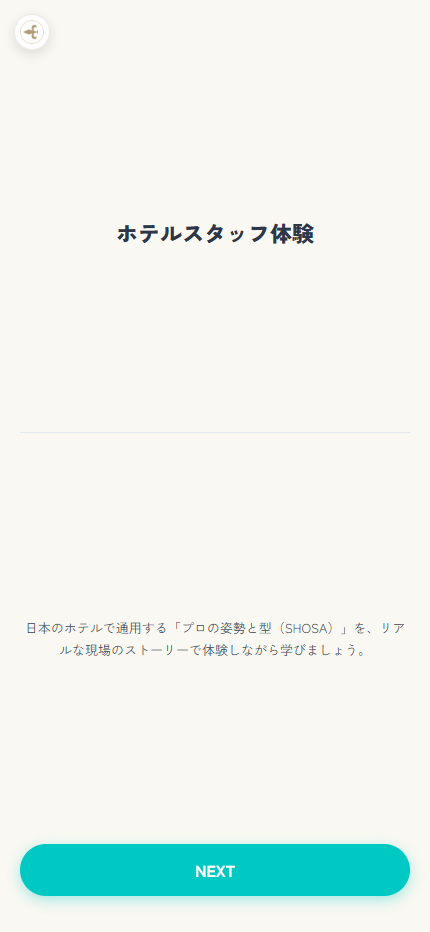 ホテルスタッフ体験
日本のホテルで通用する「プロの姿勢と型（SHOSA）」を、リア
ルな現場のストーリーで体験しながら学びましょう。
NEXT